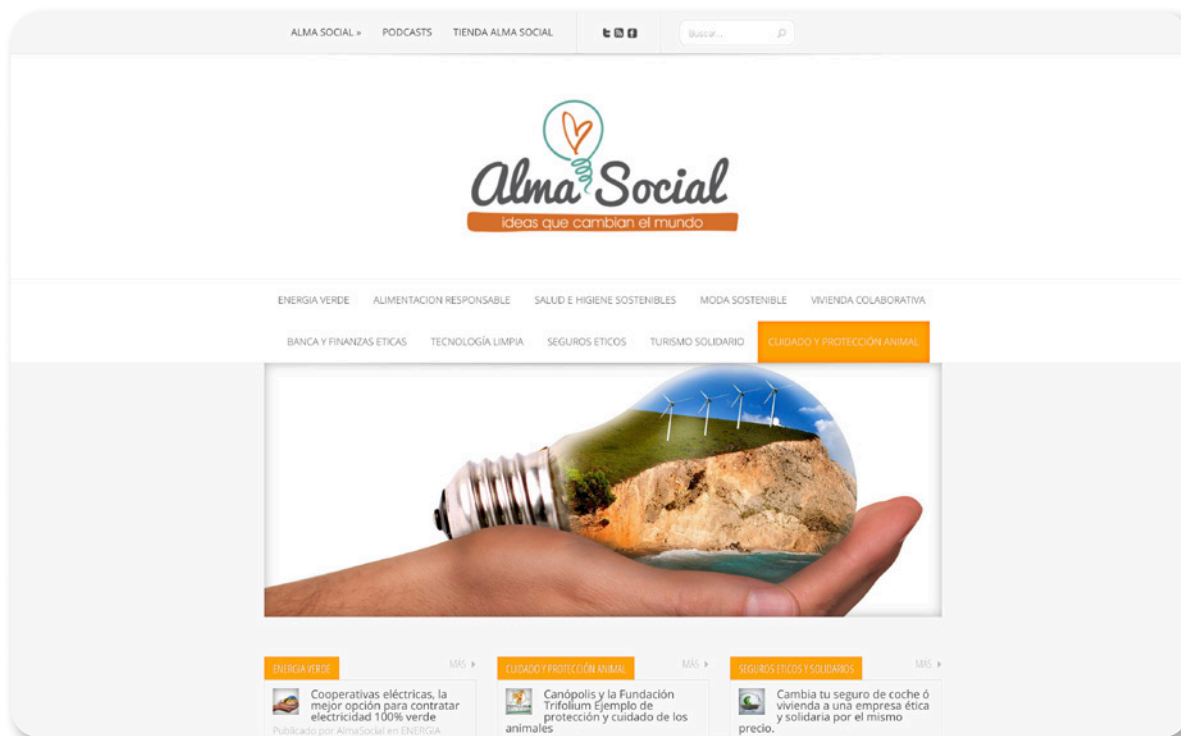 ALMA SOCIAL » PODCASTS TIENDA ALMA SOCIAL Buscar...
Alma Social
ideas que cambian el mundo
ENERGIA VERDE ALIMENTACION RESPONSABLE SALUD E HIGIENE SOSTENIBLES MODA SOSTENIBLE VIVIENDA COLABORATIVA
BANCA Y FINANZAS ETICAS TECNOLOGÍA LIMPIA SEGUROS ETICOS TURISMO SOLIDARIO CUIDADO Y PROTECCIÓN ANIMAL
ENERGIA VERDE MÁS
Cooperativas eléctricas, la
mejor opción para contratar
electricidad 100% verde
Publicado por AlmaSocial en ENERGIA
CUIDADO Y PROTECCIÓN ANIMAL MÁS
Canópolis y la Fundación
Trifolium Ejemplo de
protección y cuidado de los
animales
SEGUROS ETICOS Y SOLIDARIOS MÁS
Cambia tu seguro de coche ó
vivienda a una empresa ética
y solidaria por el mismo
precio.